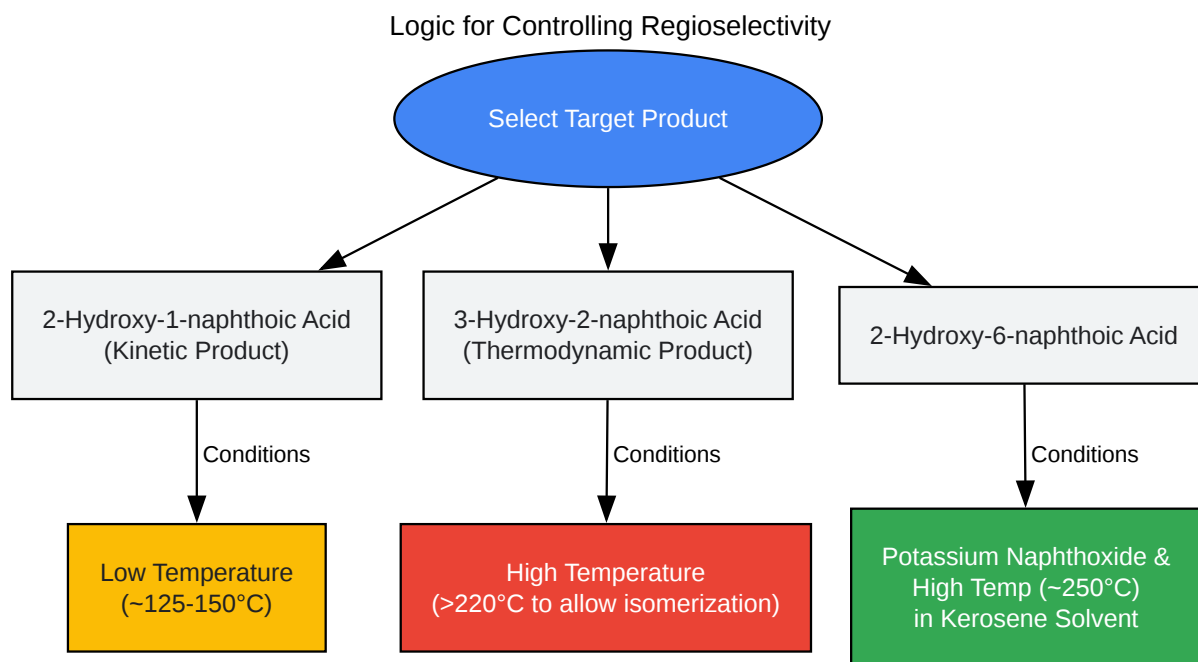 Logic for Controlling Regioselectivity
Select Target Product
2-Hydroxy-1-naphthoic Acid
(Kinetic Product)
3-Hydroxy-2-naphthoic Acid
(Thermodynamic Product)
2-Hydroxy-6-naphthoic Acid
Conditions
Conditions
Conditions
Low Temperature
(~125-150°C)
High Temperature
(>220°C to allow isomerization)
Potassium Naphthoxide &
High Temp (~250°C)
in Kerosene Solvent